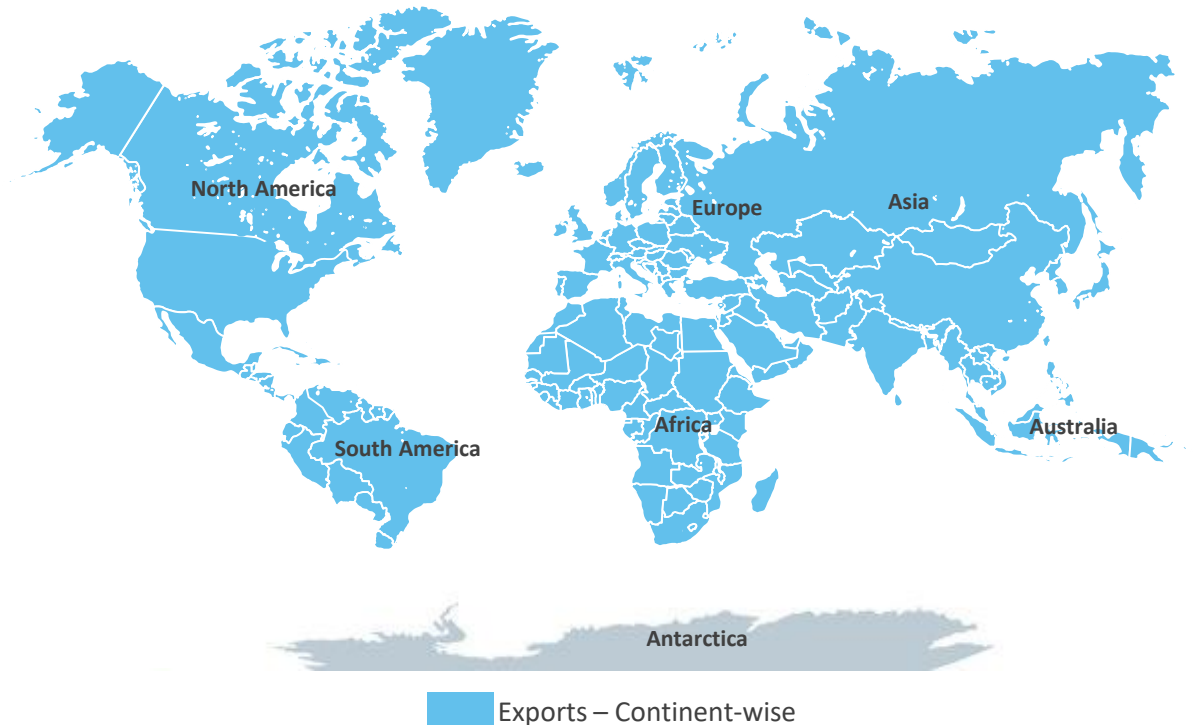 North America
Europe
Asia
Africa
Australia
South America
Antarctica
Exports – Continent-wise